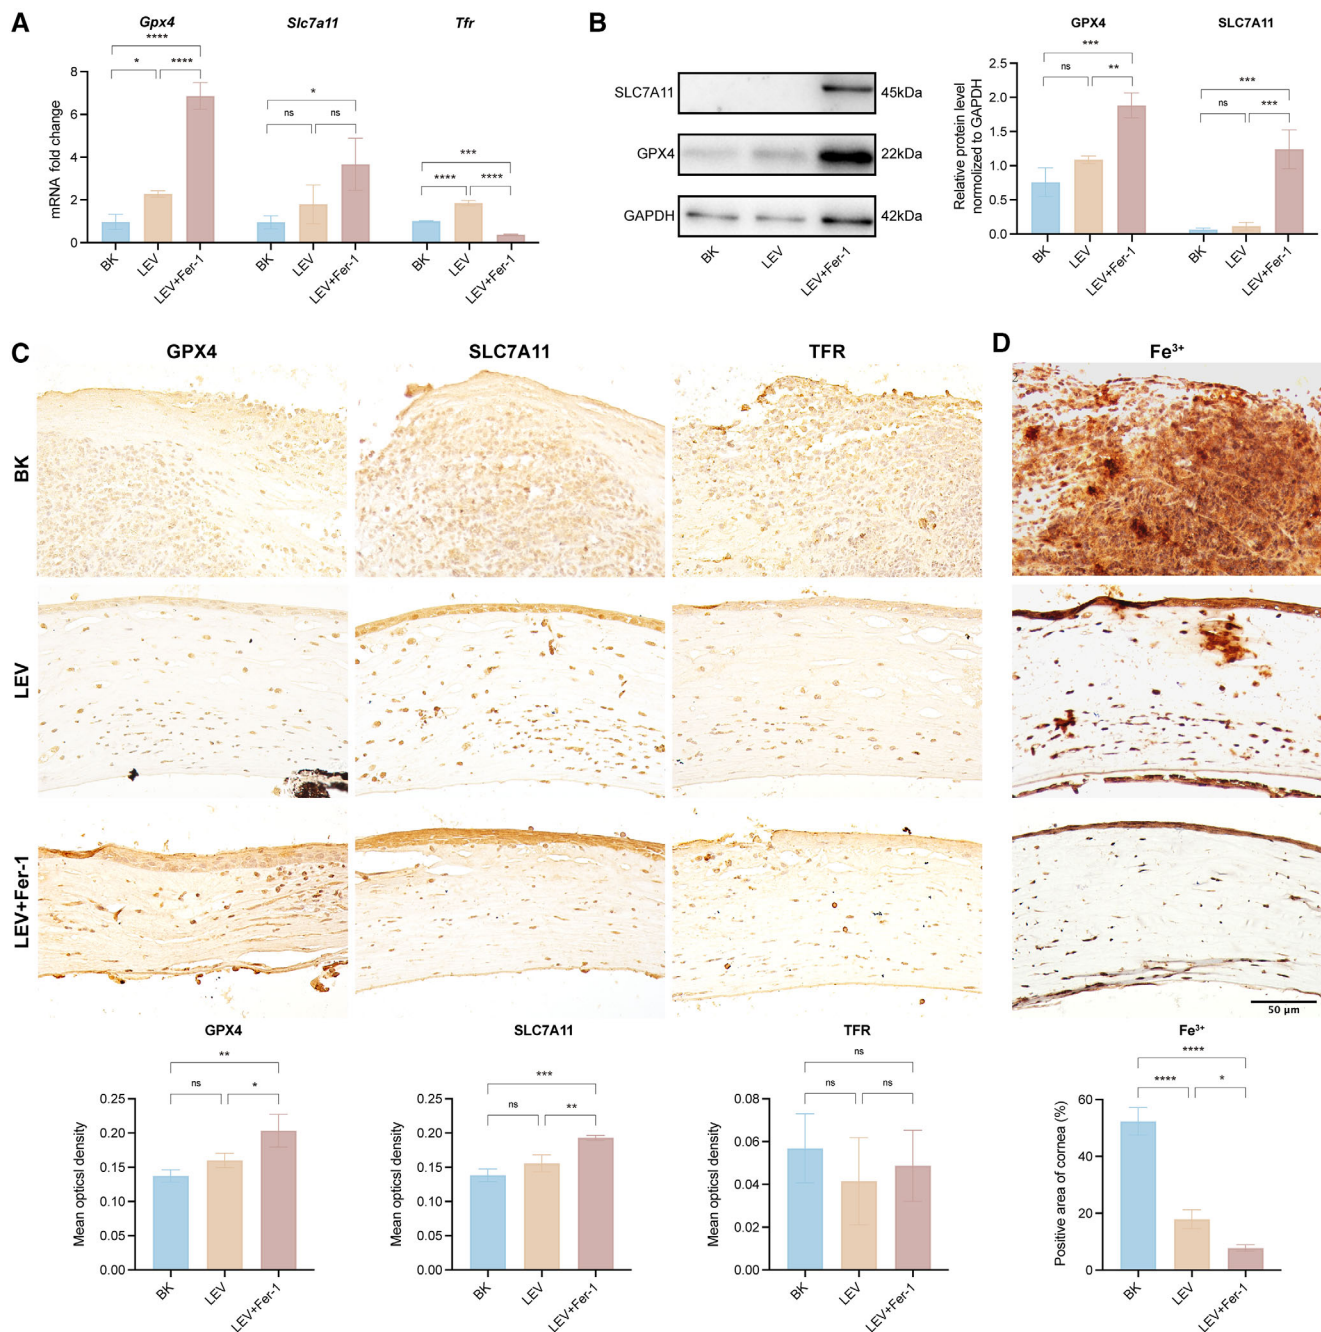 A
Gpx4
Slc7a11
Tfr
****
*
****
*
ns
ns
***
****
****
mRNA fold change
8
6
4
2
0
BK
LEV
LEV+Fer-1
BK
LEV
LEV+Fer-1
BK
LEV
LEV+Fer-1
B
SLC7A11
45kDa
GPX4
22kDa
GAPDH
42kDa
BK
LEV
LEV+Fer-1
GPX4
SLC7A11
***
ns
**
***
ns
***
Relative protein level
normolized to GAPDH
2.5
2.0
1.5
1.0
0.5
0.0
BK
LEV
LEV+Fer-1
BK
LEV
LEV+Fer-1
C
GPX4
SLC7A11
TFR
D
Fe³⁺
BK
LEV
LEV+Fer-1
50 μm
GPX4
**
ns
*
Mean opticsl density
0.25
0.20
0.15
0.10
0.05
0.00
BK
LEV
LEV+Fer-1
SLC7A11
***
ns
**
Mean opticsl density
0.25
0.20
0.15
0.10
0.05
0.00
BK
LEV
LEV+Fer-1
TFR
ns
ns
ns
Mean opticsl density
0.08
0.06
0.04
0.02
0.00
BK
LEV
LEV+Fer-1
Fe³⁺
****
****
*
Positive area of cornea (%)
60
40
20
0
BK
LEV
LEV+Fer-1